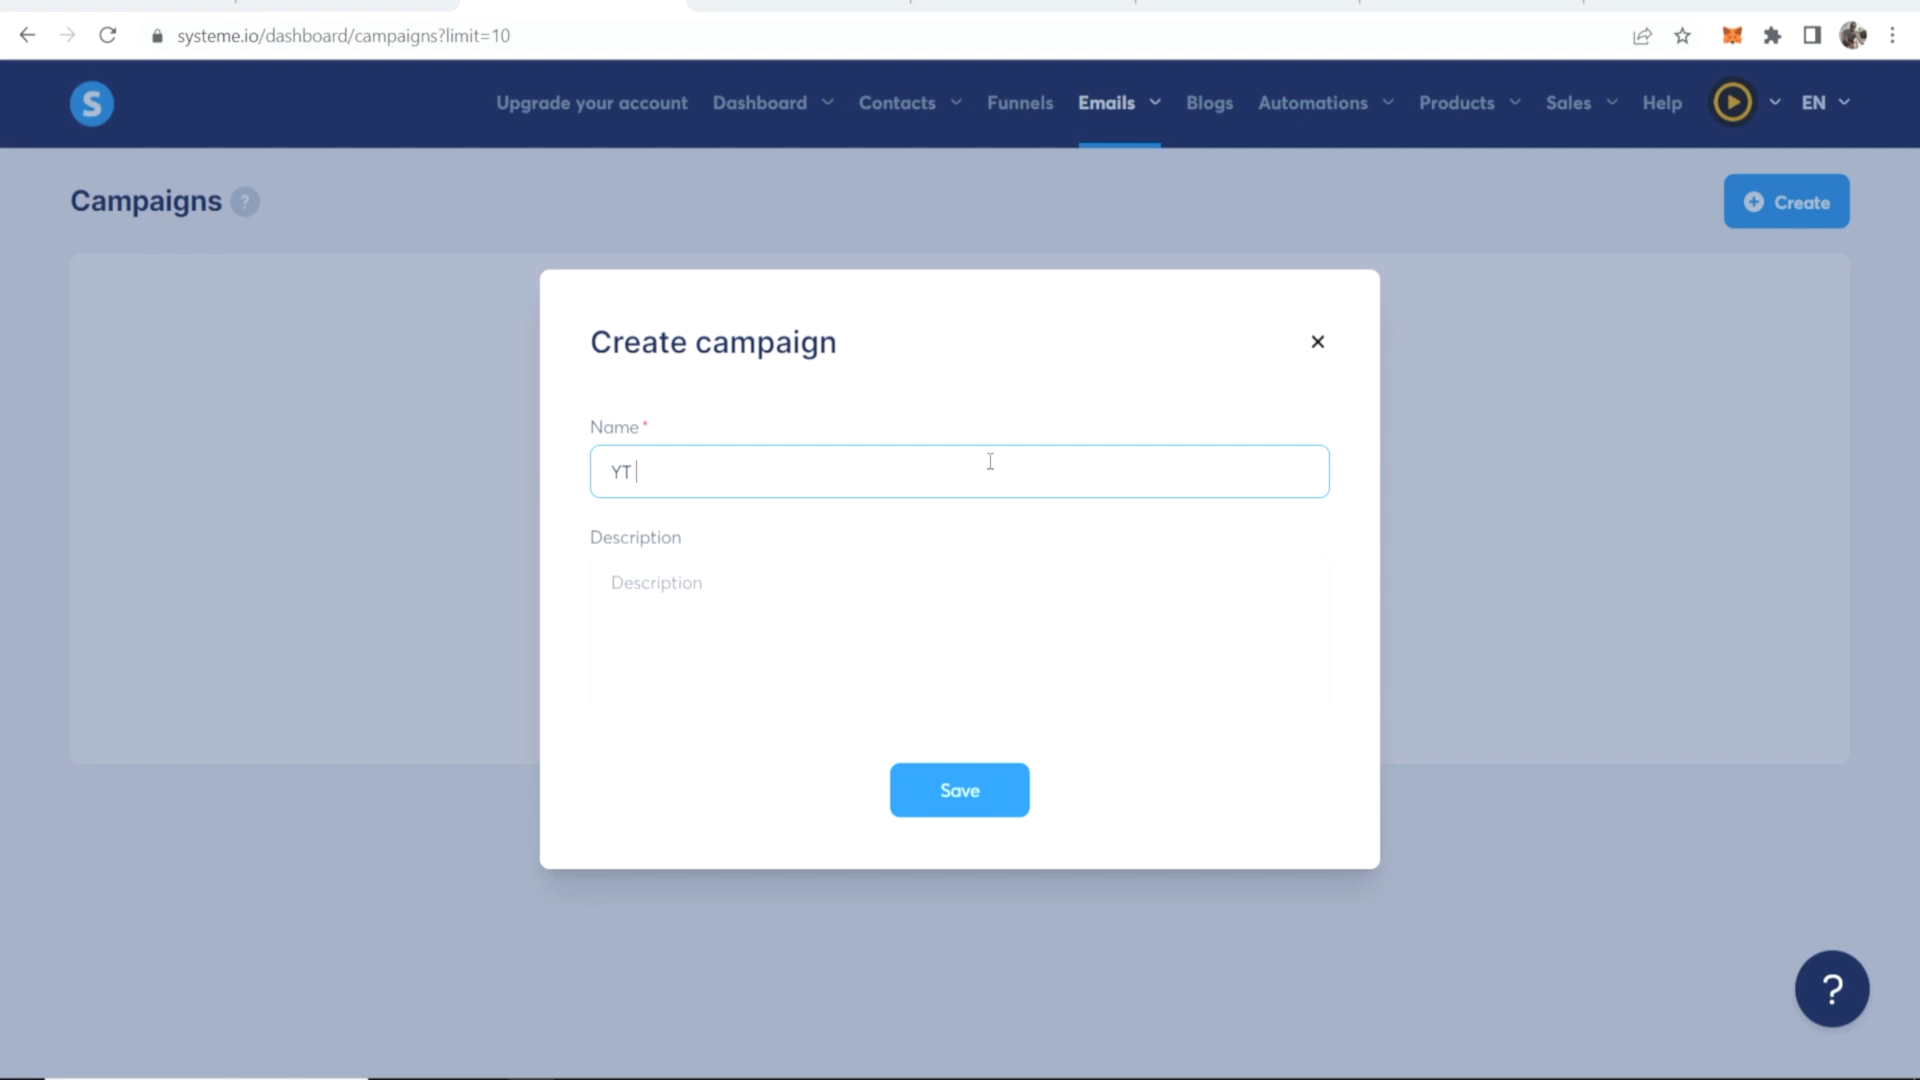 systeme.io/dashboard/campaigns?limit=10
S
Upgrade your account Dashboard Contacts Funnels Emails Blogs Automations Products Sales Help EN
Campaigns ?
Create
Create campaign
Name *
YT
Description
Description
Save
?